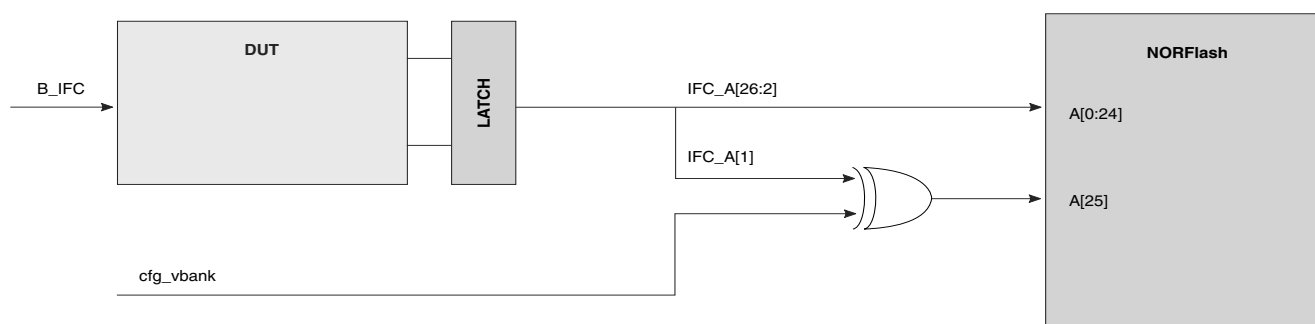 DUT
NORFlash
B_IFC
LATCH
IFC_A[26:2]
A[0:24]
IFC_A[1]
A[25]
cfg_vbank